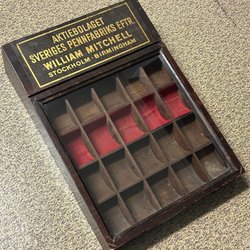 AKTIEBOLAGET
SVERIGES PENNFABRIKS EFTR.
WILLIAM MITCHELL
STOCKHOLM - BIRMINGHAM